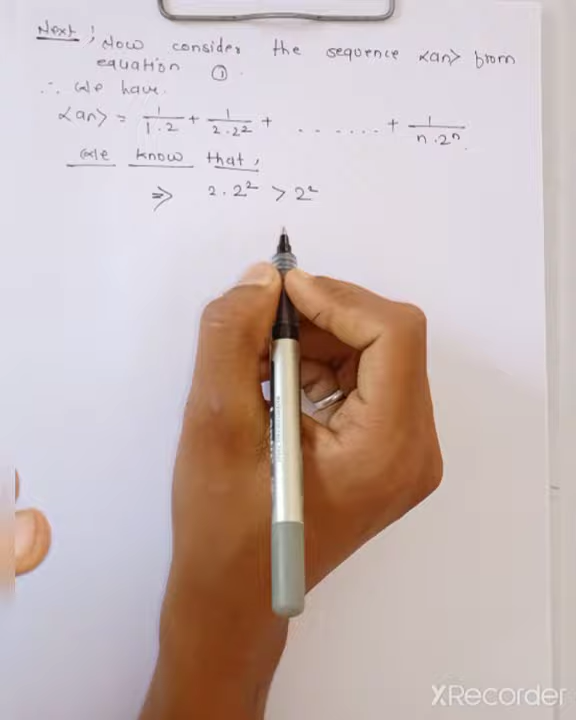 Next ; Now consider the sequence <an> from
equation ①.
∴ We have.
<an> = 1/1.2 + 1/2.2² + ....... + 1/n.2ⁿ.
We know that,
⇒ 2.2² > 2²
XRecorder